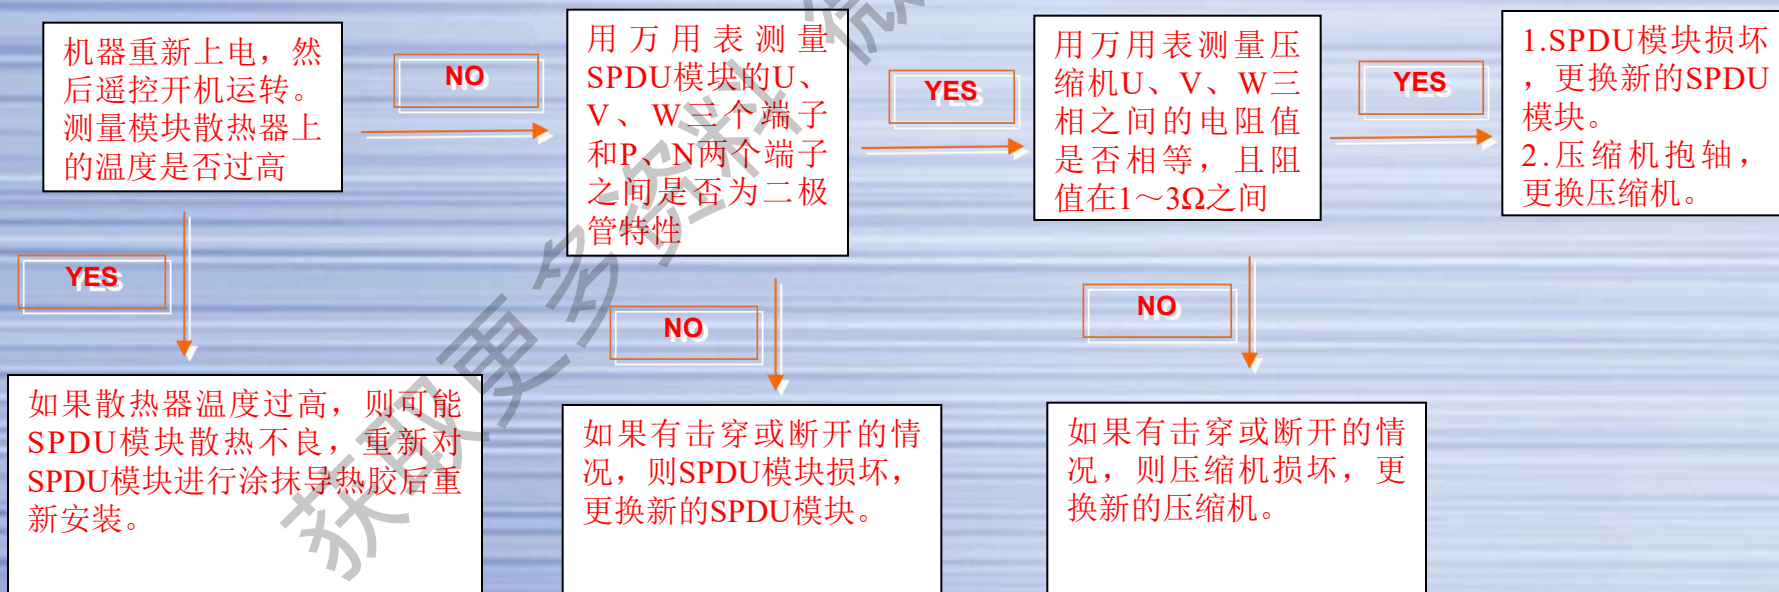 机器重新上电，然
后遥控开机运转。
测量模块散热器上
的温度是否过高
NO
用万用表测量
SPDU模块的U、
V、W三个端子
和P、N两个端子
之间是否为二极
管特性
YES
用万用表测量压
缩机U、V、W三
相之间的电阻值
是否相等，且阻
值在1～3Ω之间
YES
1.SPDU模块损坏
，更换新的SPDU
模块。
2.压缩机抱轴，
更换压缩机。
YES
NO
NO
如果散热器温度过高，则可能
SPDU模块散热不良，重新对
SPDU模块进行涂抹导热胶后重
新安装。
如果有击穿或断开的情
况，则SPDU模块损坏，
更换新的SPDU模块。
如果有击穿或断开的情
况，则压缩机损坏，更
换新的压缩机。
获取更多资料 微